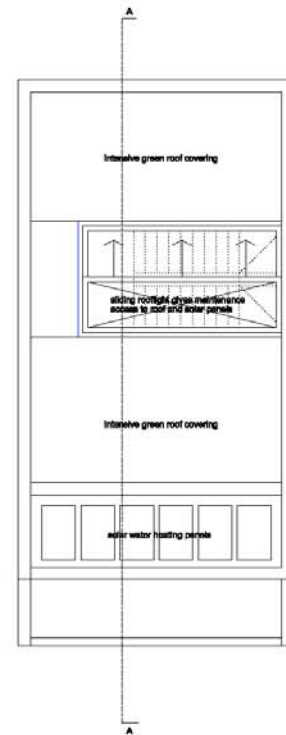 A
Intensive green roof covering
sliding rooflight gives maintenance
access to roof and solar panels
Intensive green roof covering
solar water heating panels
A